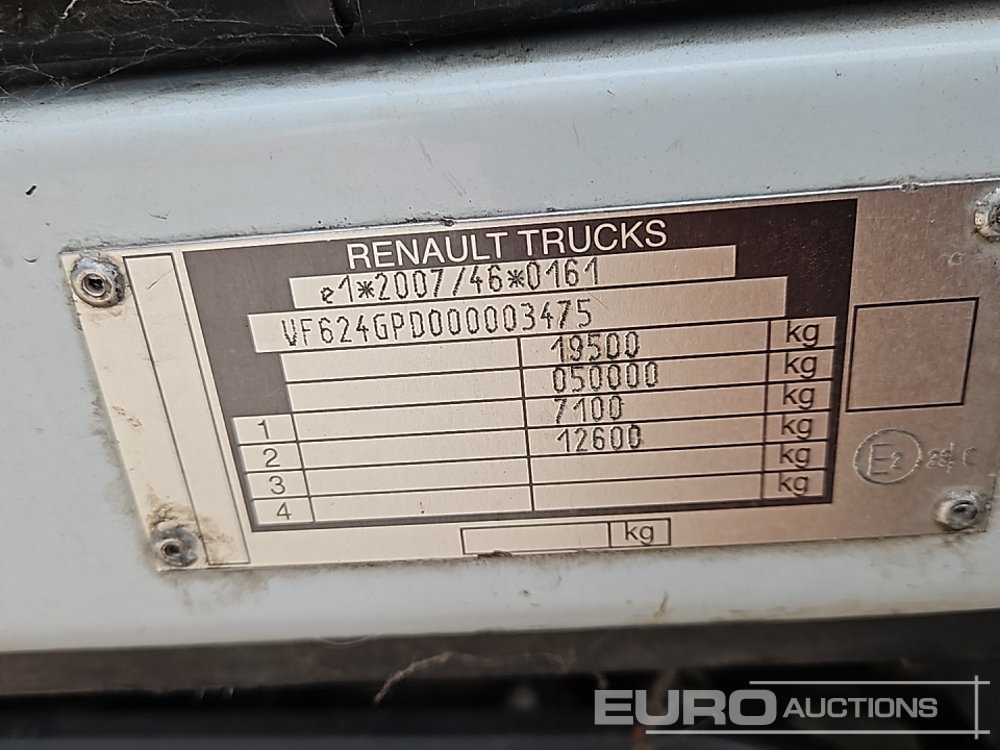 RENAULT TRUCKS
e1*2007/46*0161
VF624GPD000003475
19500 kg
050000 kg
1 7100 kg
2 12600 kg
3 kg
4 kg
kg
E2
EURO AUCTIONS